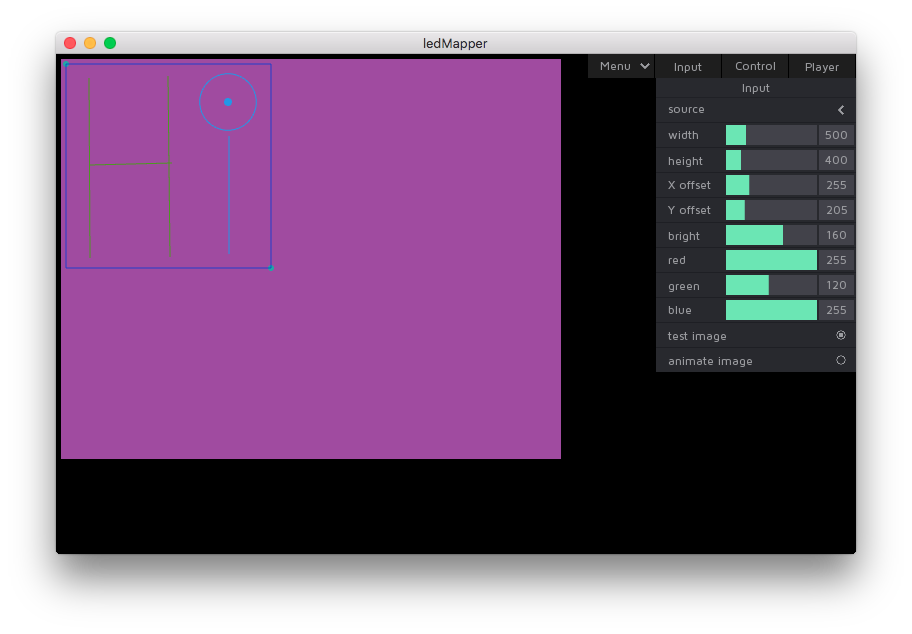 ledMapper
Menu Input Control Player
Input
source
width 500
height 400
X offset 255
Y offset 205
bright 160
red 255
green 120
blue 255
test image
animate image